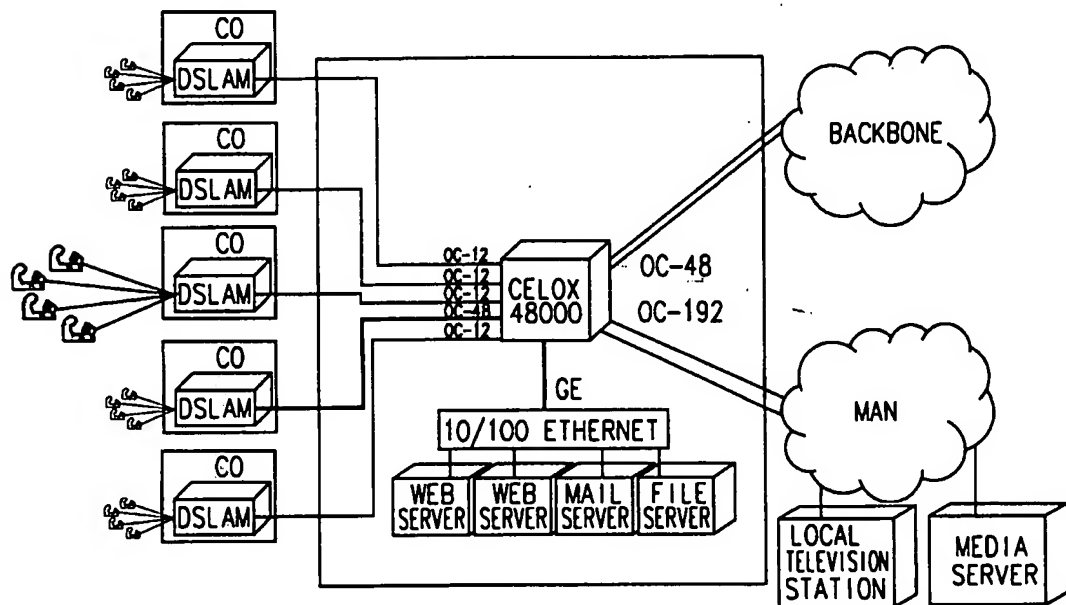 CO
DSLAM
CO
DSLAM
CO
DSLAM
CO
DSLAM
CO
DSLAM
OC-12
OC-12
OC-12
OC-48
OC-12
CELOX
48000
OC-48
OC-192
BACKBONE
MAN
GE
10/100 ETHERNET
WEB
SERVER
WEB
SERVER
MAIL
SERVER
FILE
SERVER
LOCAL
TELEVISION
STATION
MEDIA
SERVER